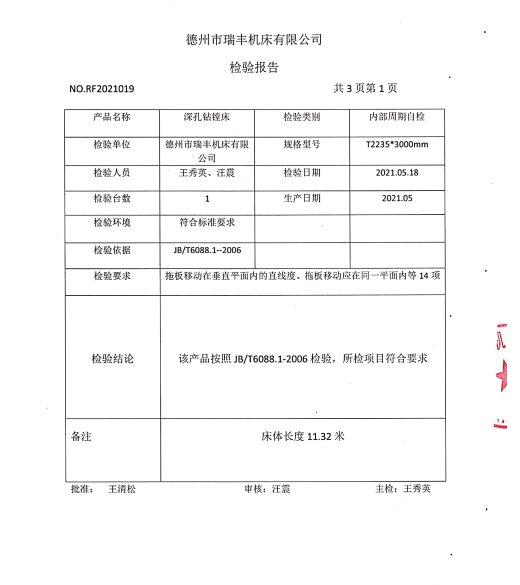 德州市瑞丰机床有限公司
检验报告
NO.RF2021019 共 3 页第 1 页
产品名称 深孔钻镗床 检验类别 内部周期自检
检验单位 德州市瑞丰机床有限公司 规格型号 T2235*3000mm
检验人员 王秀英、汪震 检验日期 2021.05.18
检验台数 1 生产日期 2021.05
检验环境 符合标准要求
检验依据 JB/T6088.1--2006
检验要求 拖板移动在垂直平面内的直线度、拖板移动应在同一平面内等 14 项
检验结论 该产品按照 JB/T6088.1-2006 检验，所检项目符合要求
备注 床体长度 11.32 米
批准： 王清松 审核：汪震 主检：王秀英